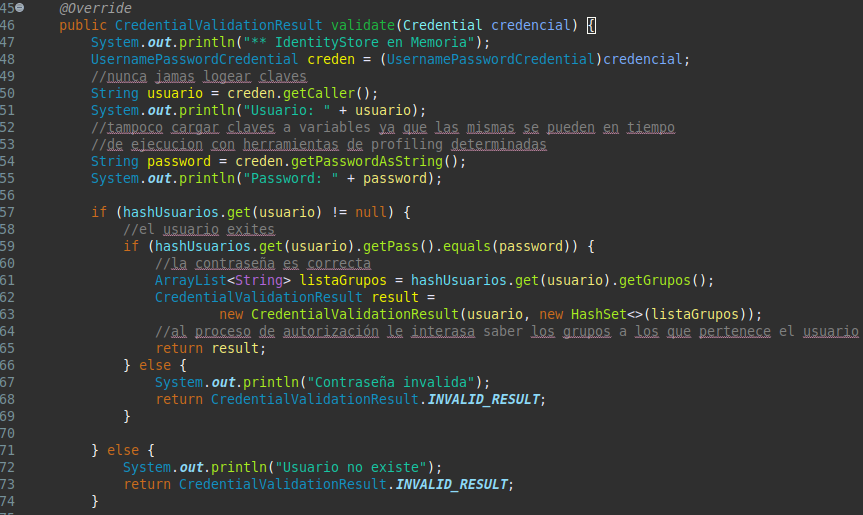 45 @Override
46 public CredentialValidationResult validate(Credential credencial) {
47 System.out.println("** IdentityStore en Memoria");
48 UsernamePasswordCredential creden = (UsernamePasswordCredential)credencial;
49 //nunca jamas logear claves
50 String usuario = creden.getCaller();
51 System.out.println("Usuario: " + usuario);
52 //tampoco cargar claves a variables ya que las mismas se pueden en tiempo
53 //de ejecucion con herramientas de profiling determinadas
54 String password = creden.getPasswordAsString();
55 System.out.println("Password: " + password);
56
57 if (hashUsuarios.get(usuario) != null) {
58 //el usuario exites
59 if (hashUsuarios.get(usuario).getPass().equals(password)) {
60 //la contraseña es correcta
61 ArrayList<String> listaGrupos = hashUsuarios.get(usuario).getGrupos();
62 CredentialValidationResult result =
63 new CredentialValidationResult(usuario, new HashSet<>(listaGrupos));
64 //al proceso de autorización le interasa saber los grupos a los que pertenece el usuario
65 return result;
66 } else {
67 System.out.println("Contraseña invalida");
68 return CredentialValidationResult.INVALID_RESULT;
69 }
70
71 } else {
72 System.out.println("Usuario no existe");
73 return CredentialValidationResult.INVALID_RESULT;
74 }